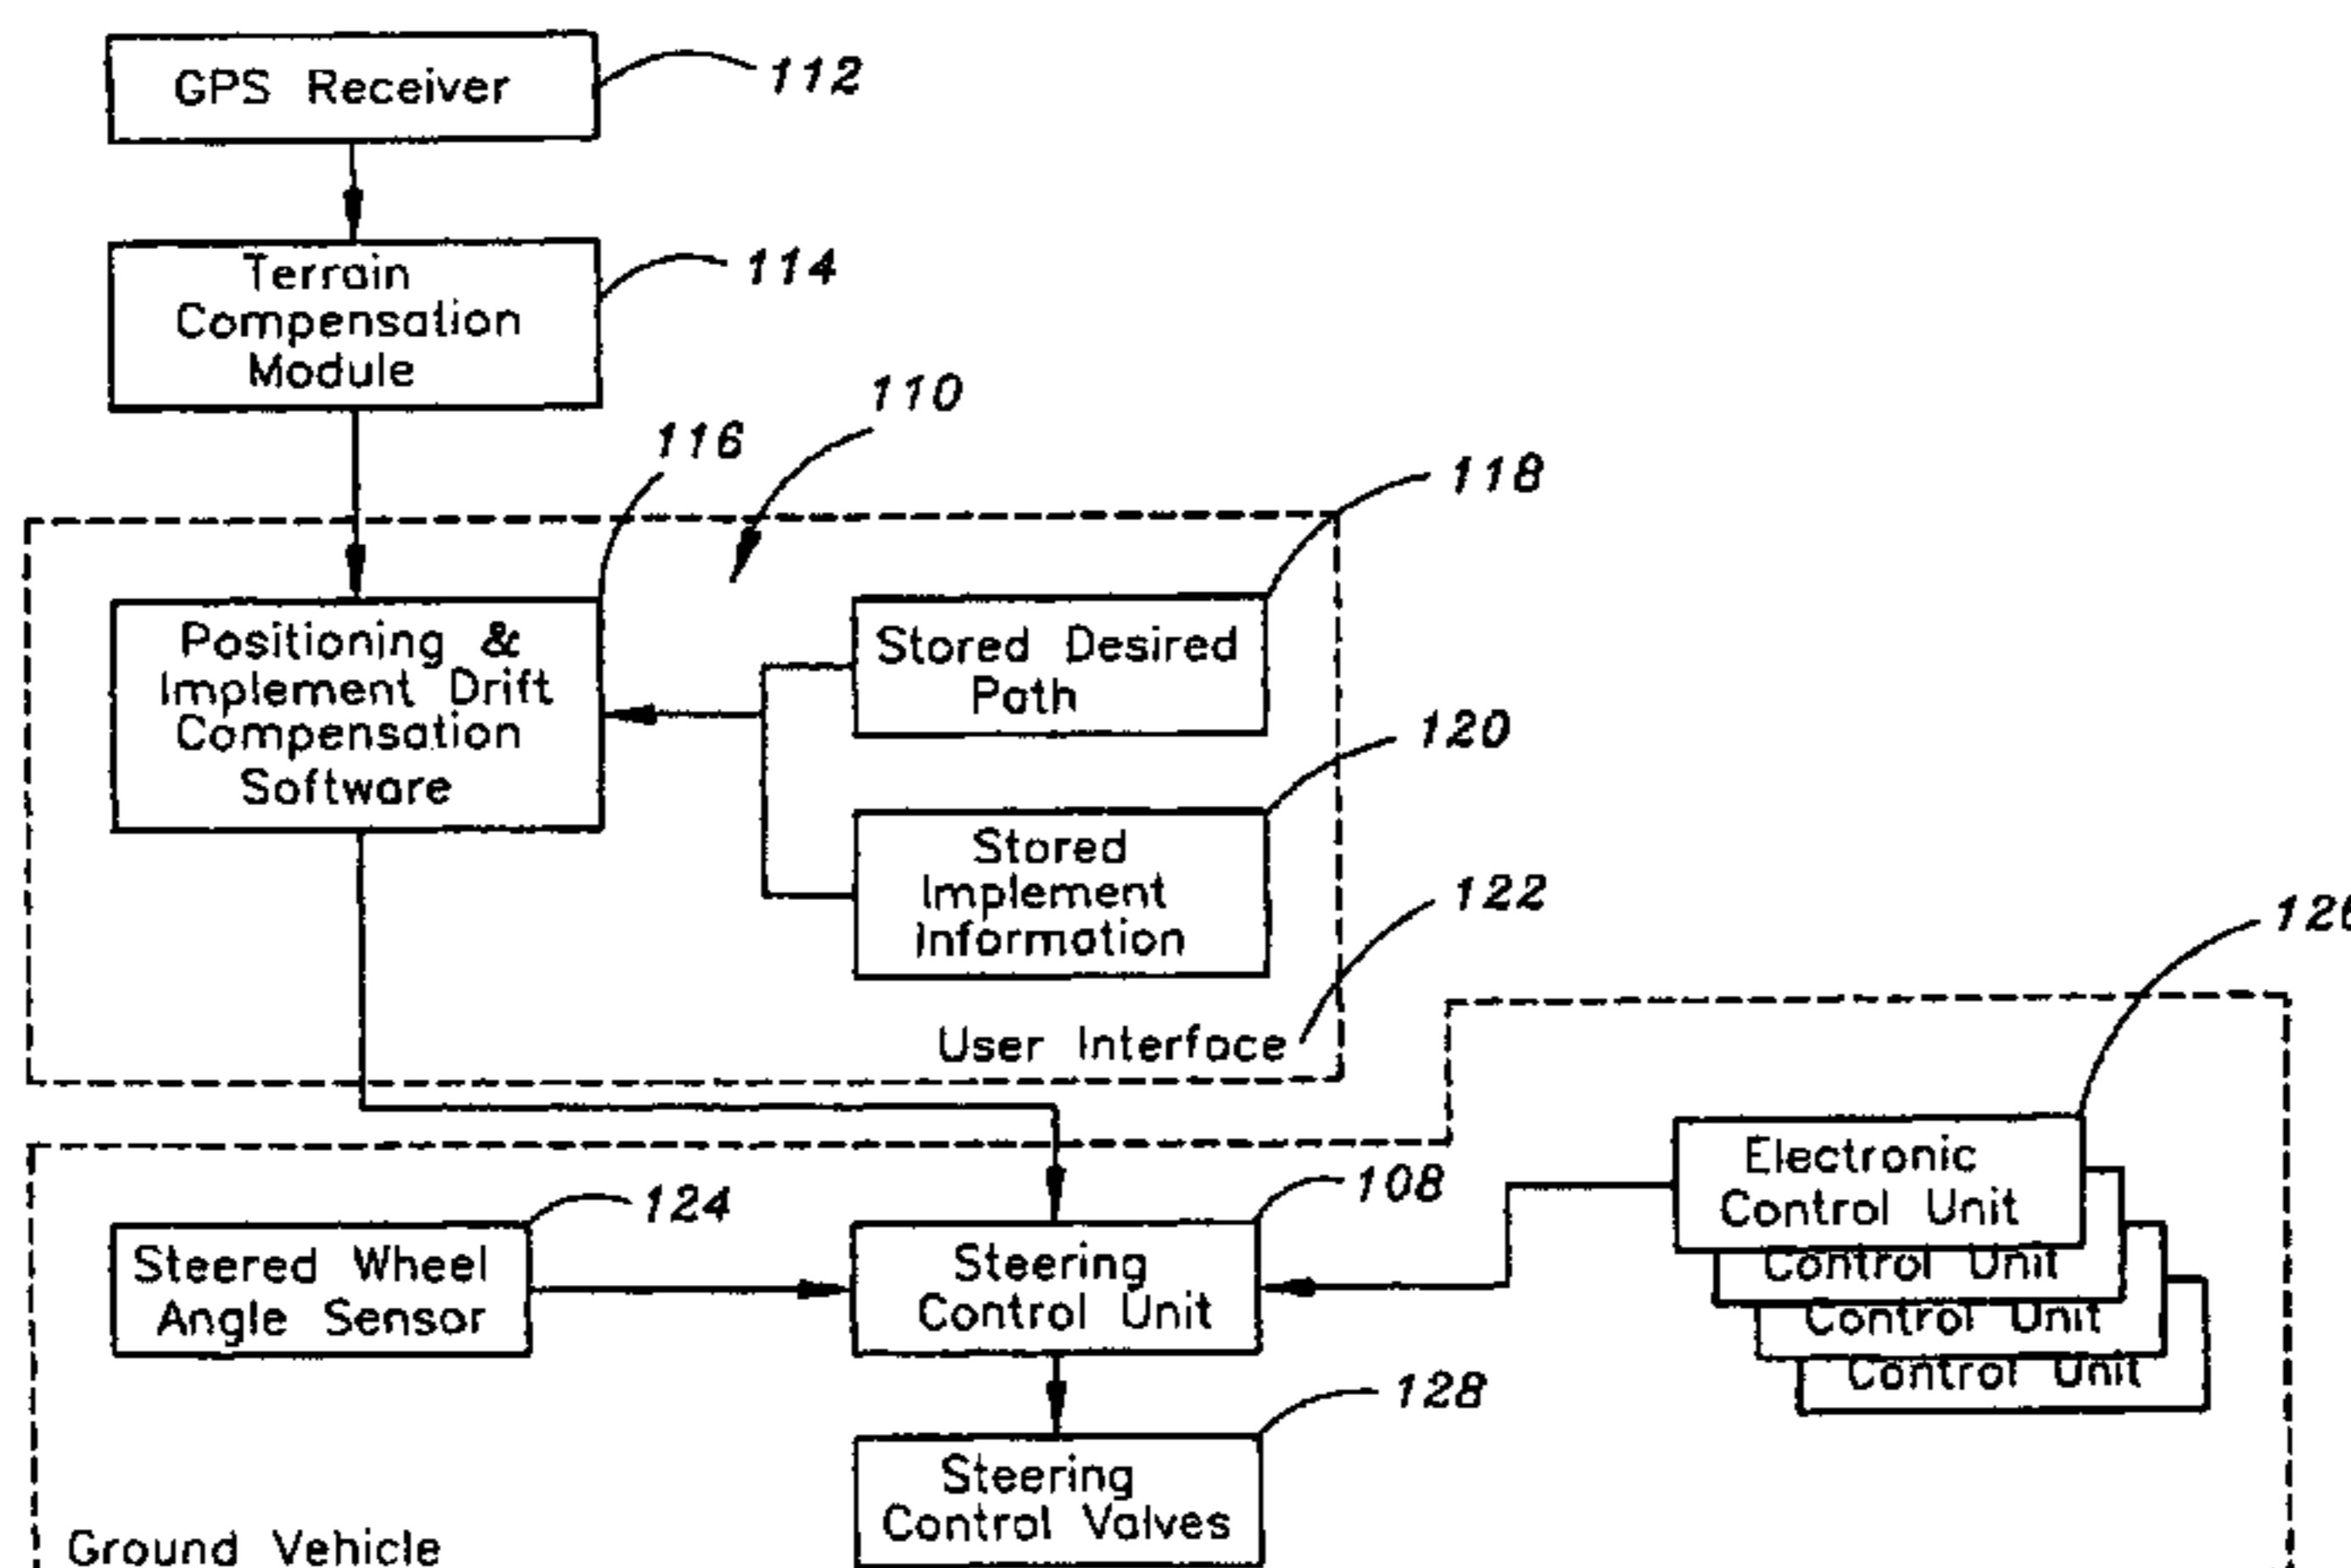 GPS Receiver
112
Terrain
Compensation
Module
114
110
116
118
Positioning &
Implement Drift
Compensation
Software
Stored Desired
Path
120
Stored
Implement
Information
122
User Interface
Electronic
Control Unit
Control Unit
Control Unit
Control Unit
124
108
Steered Wheel
Angle Sensor
Steering
Control Unit
128
Steering
Control Valves
Ground Vehicle